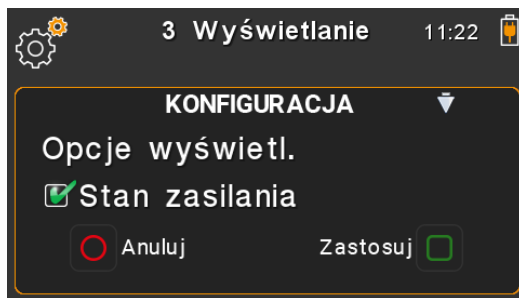 3 Wyświetlanie 11:22
KONFIGURACJA
Opcje wyświetl.
Stan zasilania
Anuluj Zastosuj